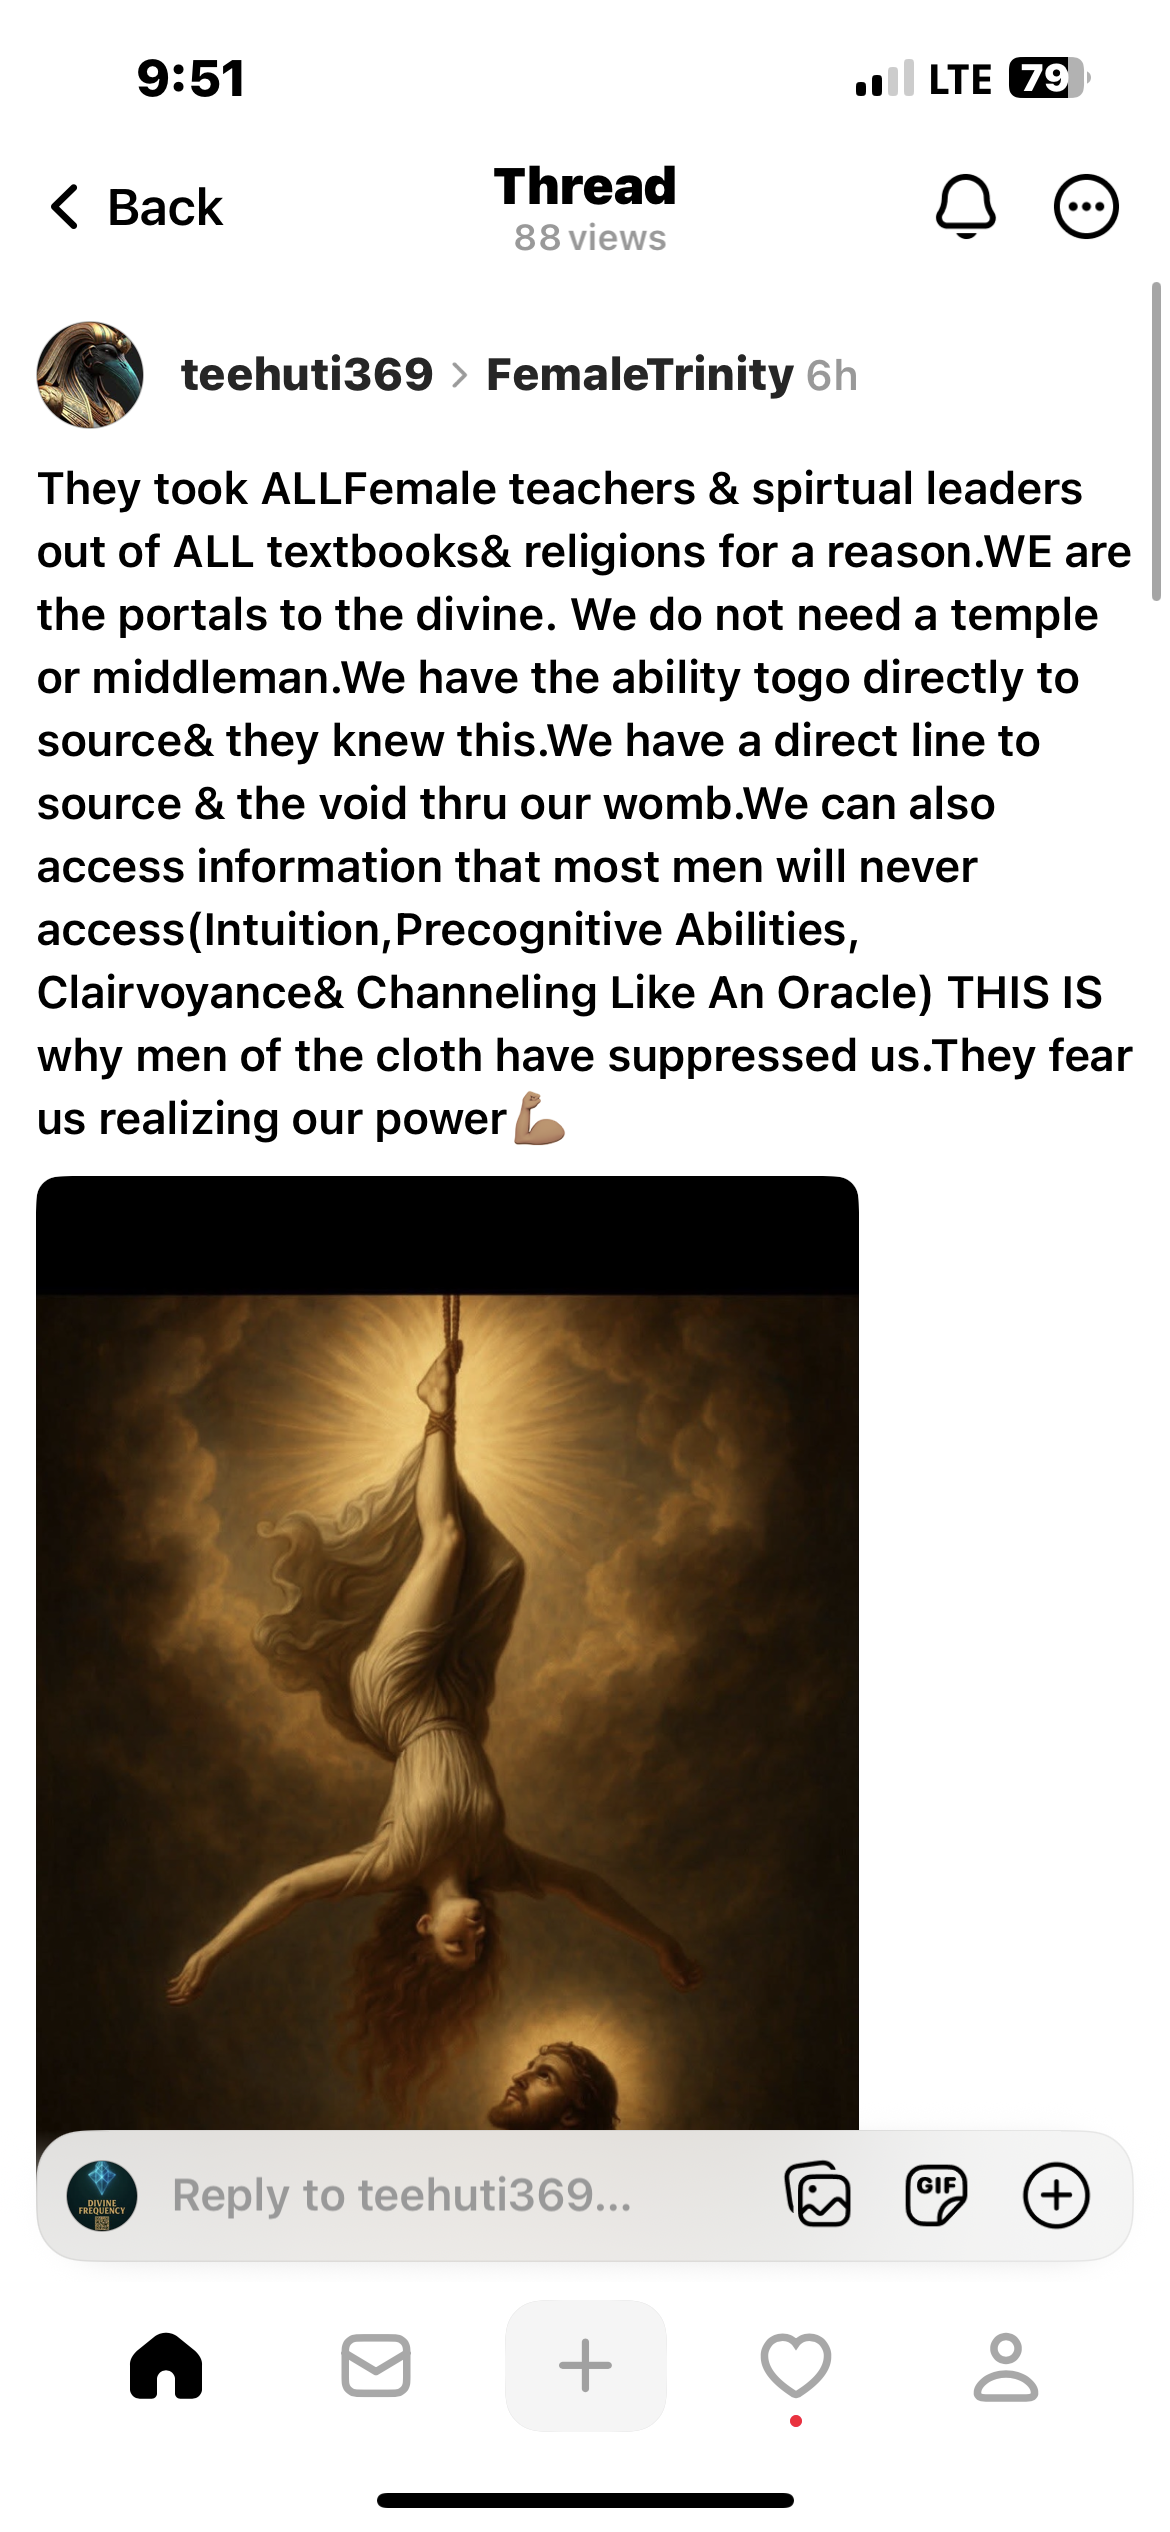 9:51
LTE 79
Back
Thread
88 views
teehuti369 > FemaleTrinity 6h
They took ALLFemale teachers & spirtual leaders
out of ALL textbooks& religions for a reason.WE are
the portals to the divine. We do not need a temple
or middleman.We have the ability togo directly to
source& they knew this.We have a direct line to
source & the void thru our womb.We can also
access information that most men will never
access(Intuition,Precognitive Abilities,
Clairvoyance& Channeling Like An Oracle) THIS IS
why men of the cloth have suppressed us.They fear
us realizing our power💪🏽
DIVINE
FREQUENCY
Reply to teehuti369...
GIF